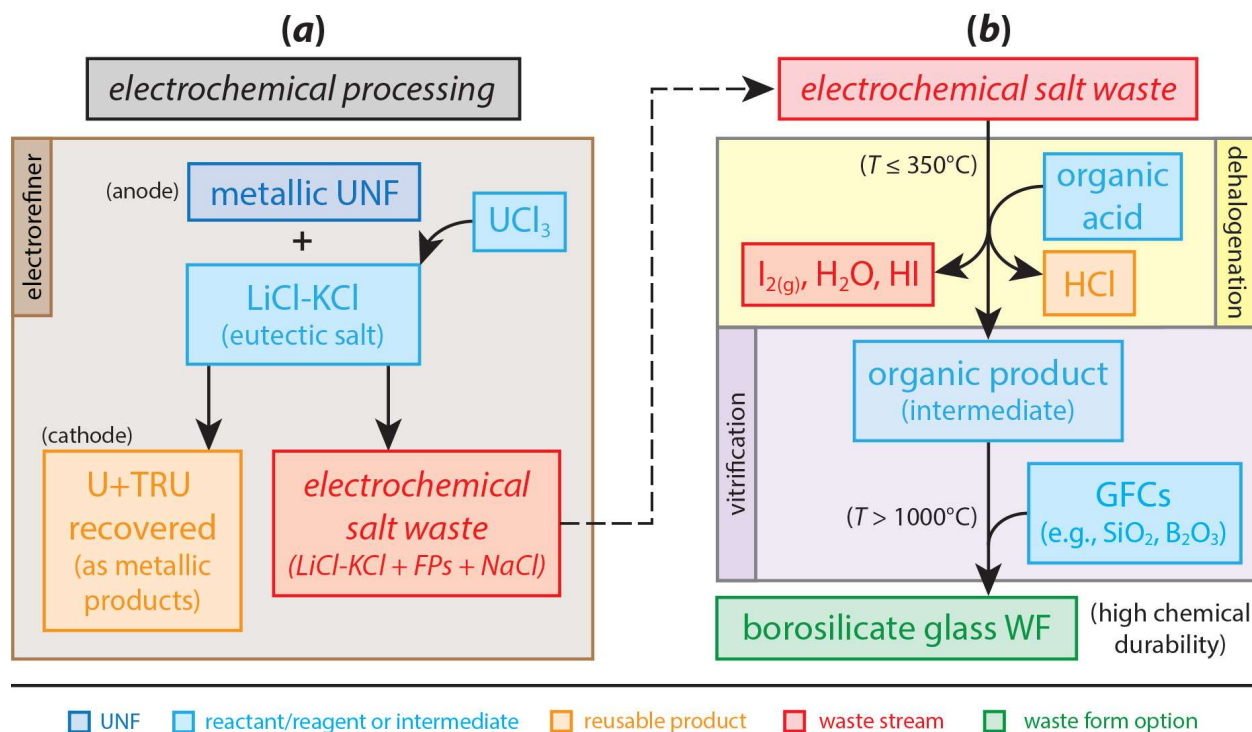 (a)
electrochemical processing
electrorefiner
(anode)
metallic UNF
+
UCl₃
LiCl-KCl
(eutectic salt)
(cathode)
U+TRU
recovered
(as metallic
products)
electrochemical
salt waste
(LiCl-KCl + FPs + NaCl)
(b)
electrochemical salt waste
dehalogenation
(T ≤ 350°C)
organic
acid
I₂(g), H₂O, HI
HCl
vitrification
organic product
(intermediate)
(T > 1000°C)
GFCs
(e.g., SiO₂, B₂O₃)
borosilicate glass WF
(high chemical
durability)
UNF
reactant/reagent or intermediate
reusable product
waste stream
waste form option